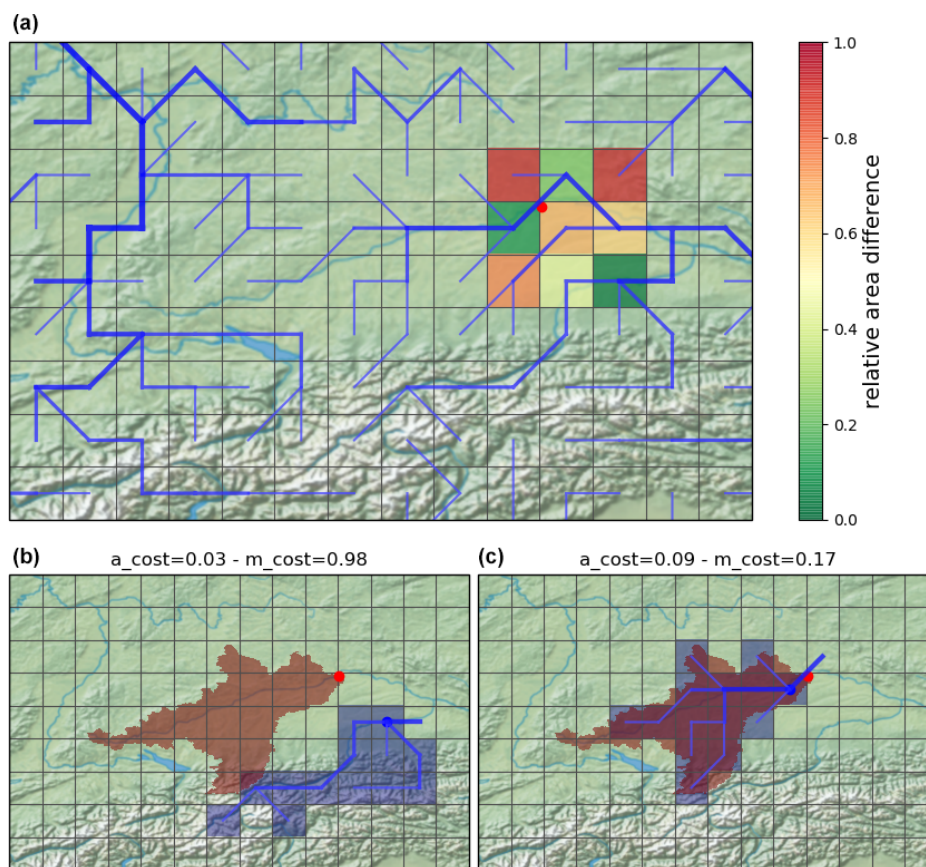 (a)
1.0
0.8
0.6
0.4
0.2
0.0
relative area difference
(b)
a_cost=0.03 - m_cost=0.98
(c)
a_cost=0.09 - m_cost=0.17